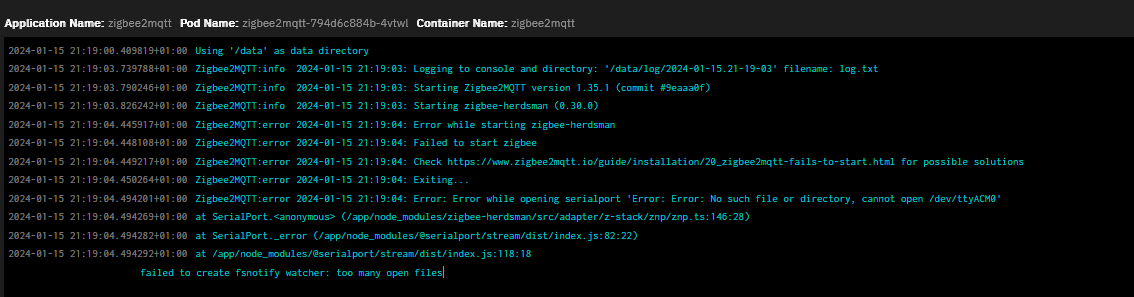 Application Name: zigbee2mqtt Pod Name: zigbee2mqtt-794d6c884b-4vtwl Container Name: zigbee2mqtt
2024-01-15 21:19:00.409819+01:00 Using '/data' as data directory
2024-01-15 21:19:03.739788+01:00 Zigbee2MQTT:info  2024-01-15 21:19:03: Logging to console and directory: '/data/log/2024-01-15.21-19-03' filename: log.txt
2024-01-15 21:19:03.790246+01:00 Zigbee2MQTT:info  2024-01-15 21:19:03: Starting Zigbee2MQTT version 1.35.1 (commit #9eaaa0f)
2024-01-15 21:19:03.826242+01:00 Zigbee2MQTT:info  2024-01-15 21:19:03: Starting zigbee-herdsman (0.30.0)
2024-01-15 21:19:04.445917+01:00 Zigbee2MQTT:error 2024-01-15 21:19:04: Error while starting zigbee-herdsman
2024-01-15 21:19:04.448108+01:00 Zigbee2MQTT:error 2024-01-15 21:19:04: Failed to start zigbee
2024-01-15 21:19:04.449217+01:00 Zigbee2MQTT:error 2024-01-15 21:19:04: Check https://www.zigbee2mqtt.io/guide/installation/20_zigbee2mqtt-fails-to-start.html for possible solutions
2024-01-15 21:19:04.450264+01:00 Zigbee2MQTT:error 2024-01-15 21:19:04: Exiting...
2024-01-15 21:19:04.494201+01:00 Zigbee2MQTT:error 2024-01-15 21:19:04: Error: Error while opening serialport 'Error: Error: No such file or directory, cannot open /dev/ttyACM0'
2024-01-15 21:19:04.494269+01:00 at SerialPort.<anonymous> (/app/node_modules/zigbee-herdsman/src/adapter/z-stack/znp/znp.ts:146:28)
2024-01-15 21:19:04.494282+01:00 at SerialPort._error (/app/node_modules/@serialport/stream/dist/index.js:82:22)
2024-01-15 21:19:04.494292+01:00 at /app/node_modules/@serialport/stream/dist/index.js:118:18
failed to create fsnotify watcher: too many open files